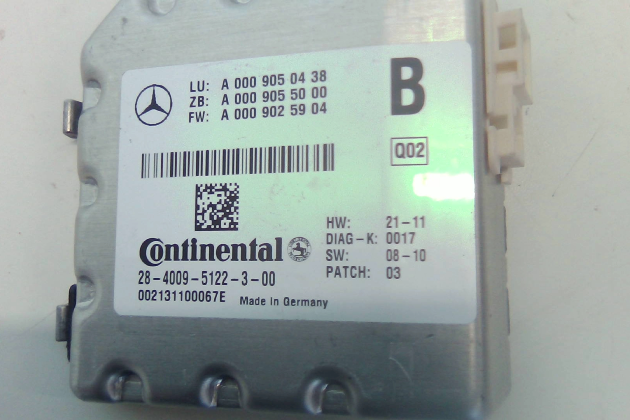 LU: A 000 905 04 38
ZB: A 000 905 50 00
FW: A 000 902 59 04
B
Q02
Continental
HW: 21-11
DIAG-K: 0017
SW: 08-10
PATCH: 03
28-4009-5122-3-00
002131100067E Made in Germany